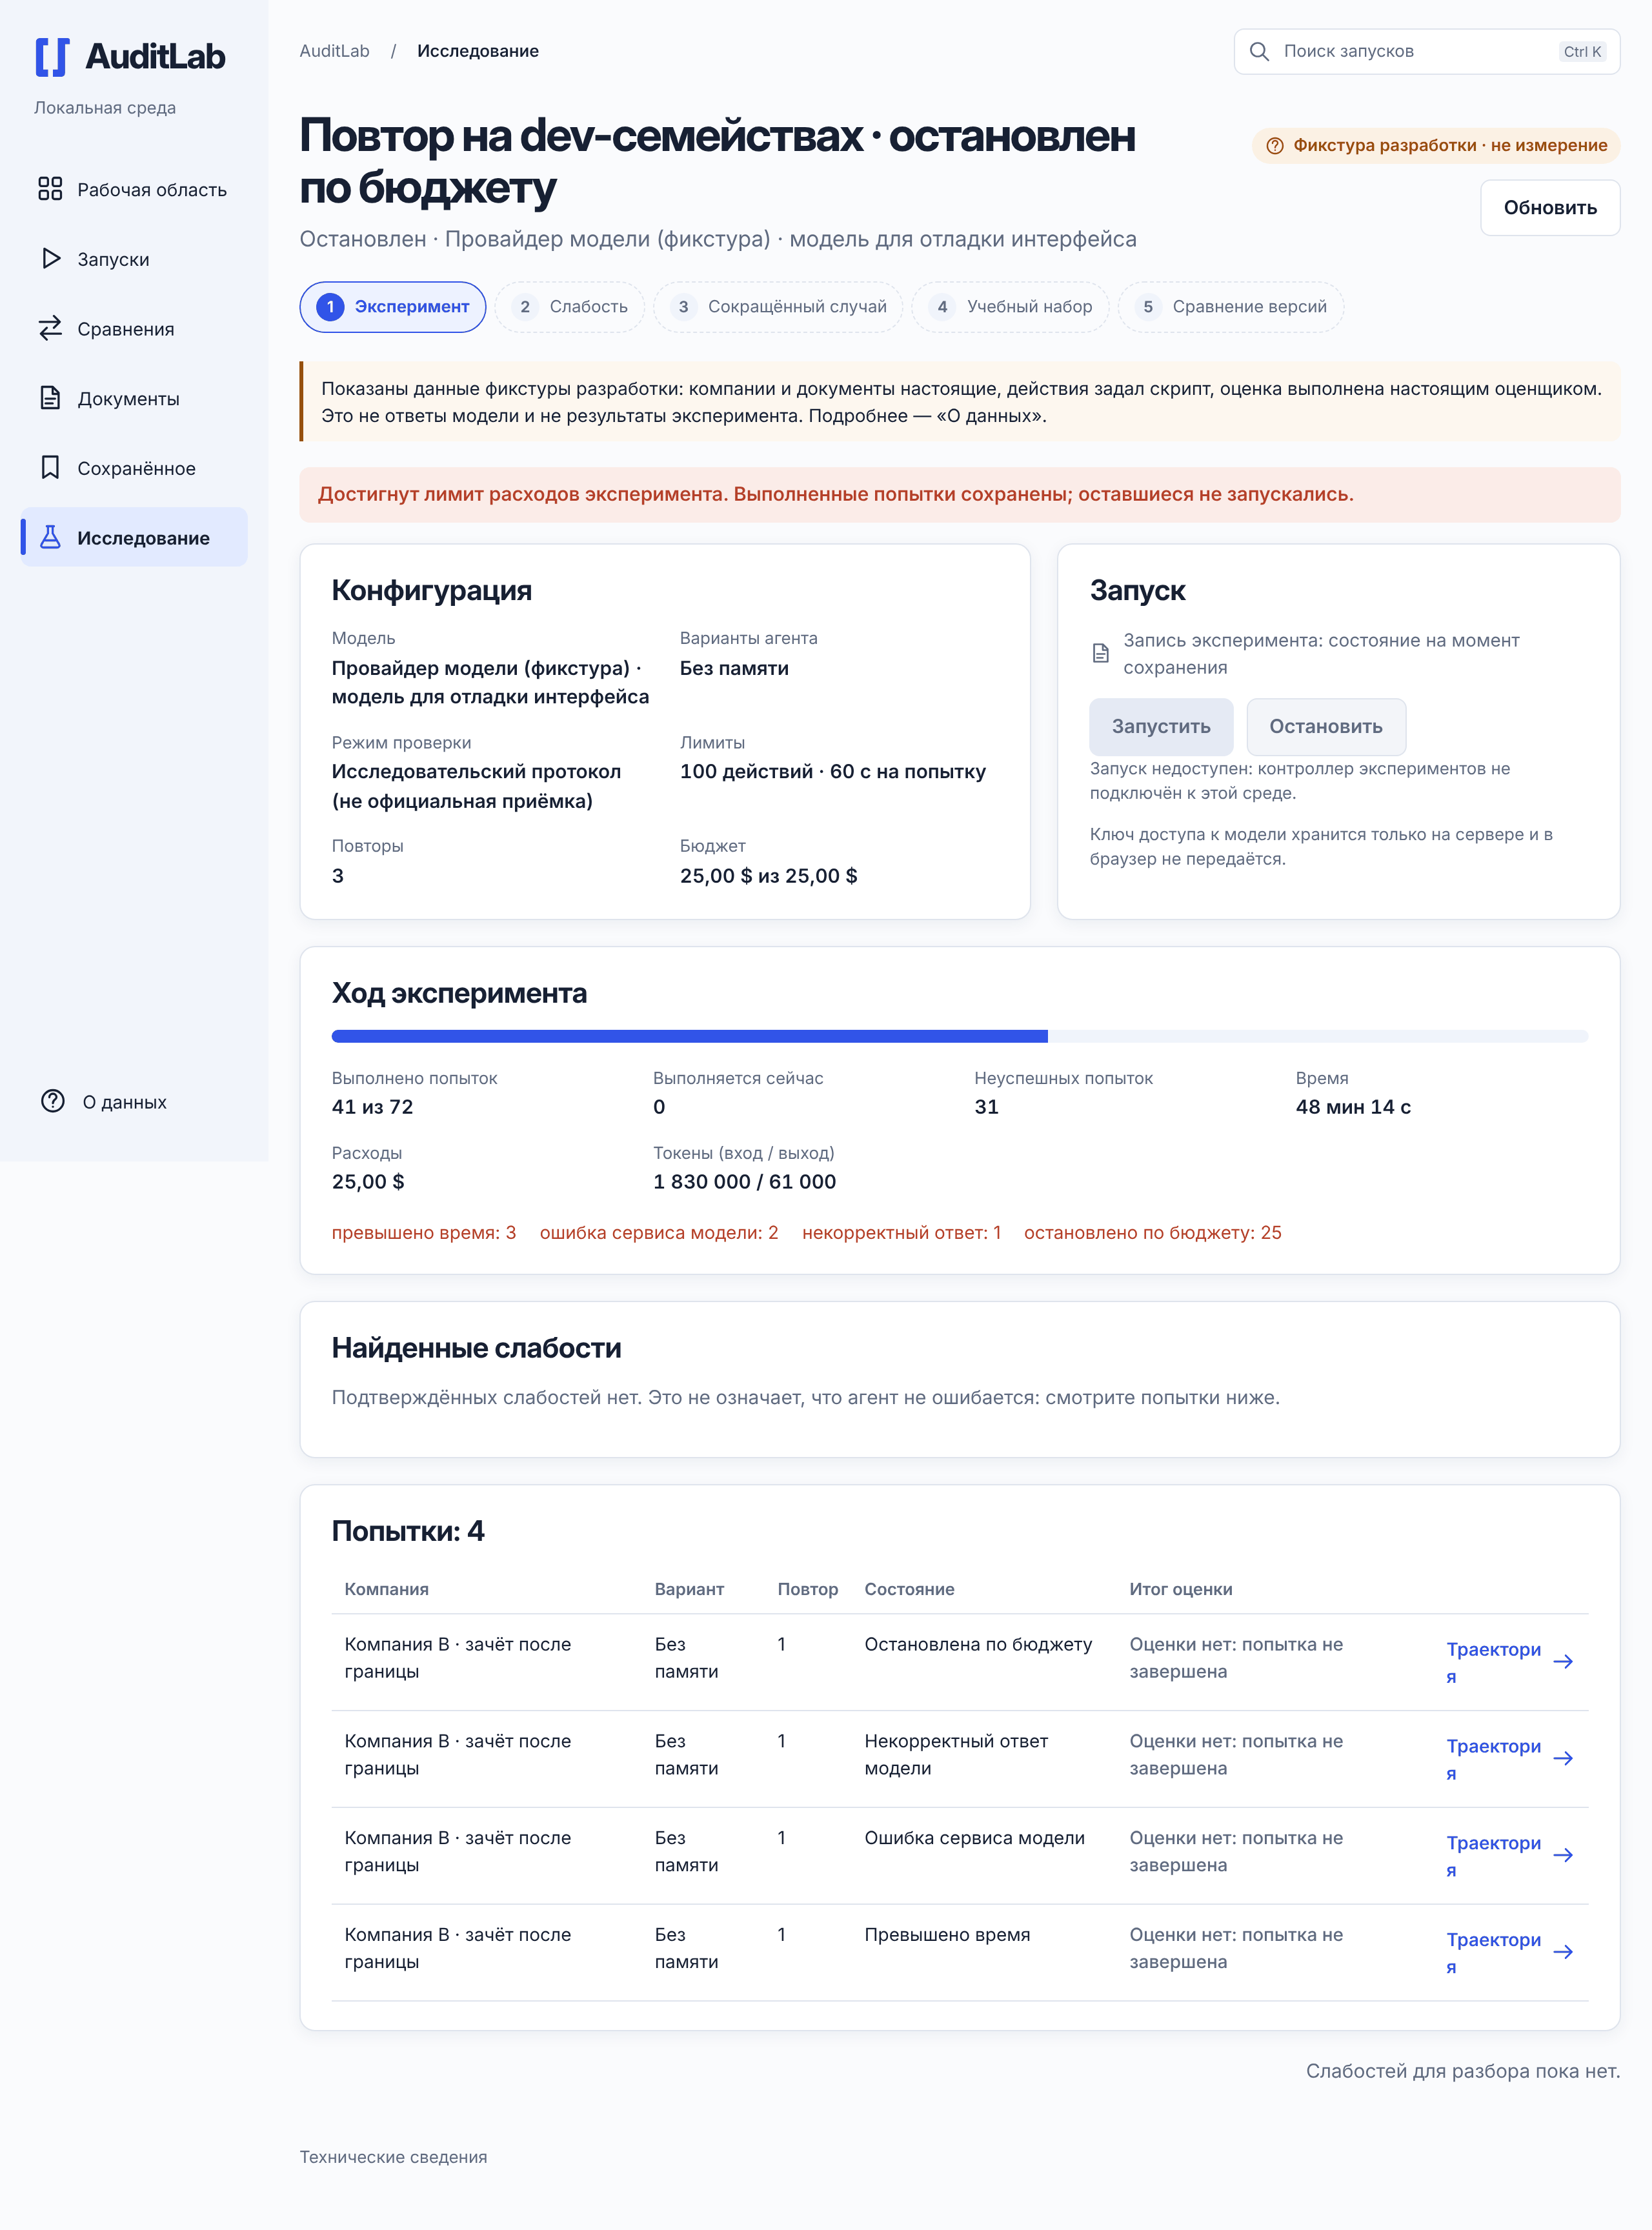 AuditLab
Локальная среда
Рабочая область
Запуски
Сравнения
Документы
Сохранённое
Исследование
О данных
AuditLab / Исследование
Поиск запусков Ctrl K
Повтор на dev-семействах · остановлен
по бюджету
Остановлен · Провайдер модели (фикстура) · модель для отладки интерфейса
Фикстура разработки · не измерение
Обновить
1 Эксперимент 2 Слабость 3 Сокращённый случай 4 Учебный набор 5 Сравнение версий
Показаны данные фикстуры разработки: компании и документы настоящие, действия задал скрипт, оценка выполнена настоящим оценщиком.
Это не ответы модели и не результаты эксперимента. Подробнее — «О данных».
Достигнут лимит расходов эксперимента. Выполненные попытки сохранены; оставшиеся не запускались.
Конфигурация
Модель
Провайдер модели (фикстура) ·
модель для отладки интерфейса
Варианты агента
Без памяти
Режим проверки
Исследовательский протокол
(не официальная приёмка)
Лимиты
100 действий · 60 с на попытку
Повторы
3
Бюджет
25,00 $ из 25,00 $
Запуск
Запись эксперимента: состояние на момент
сохранения
Запустить Остановить
Запуск недоступен: контроллер экспериментов не
подключён к этой среде.
Ключ доступа к модели хранится только на сервере и в
браузер не передаётся.
Ход эксперимента
Выполнено попыток
41 из 72
Выполняется сейчас
0
Неуспешных попыток
31
Время
48 мин 14 с
Расходы
25,00 $
Токены (вход / выход)
1 830 000 / 61 000
превышено время: 3 ошибка сервиса модели: 2 некорректный ответ: 1 остановлено по бюджету: 25
Найденные слабости
Подтверждённых слабостей нет. Это не означает, что агент не ошибается: смотрите попытки ниже.
Попытки: 4
Компания Вариант Повтор Состояние Итог оценки
Компания B · зачёт после Без 1 Остановлена по бюджету Оценки нет: попытка не Траектори
границы памяти завершена я
Компания B · зачёт после Без 1 Некорректный ответ Оценки нет: попытка не Траектори
границы памяти модели завершена я
Компания B · зачёт после Без 1 Ошибка сервиса модели Оценки нет: попытка не Траектори
границы памяти завершена я
Компания B · зачёт после Без 1 Превышено время Оценки нет: попытка не Траектори
границы памяти завершена я
Слабостей для разбора пока нет.
Технические сведения